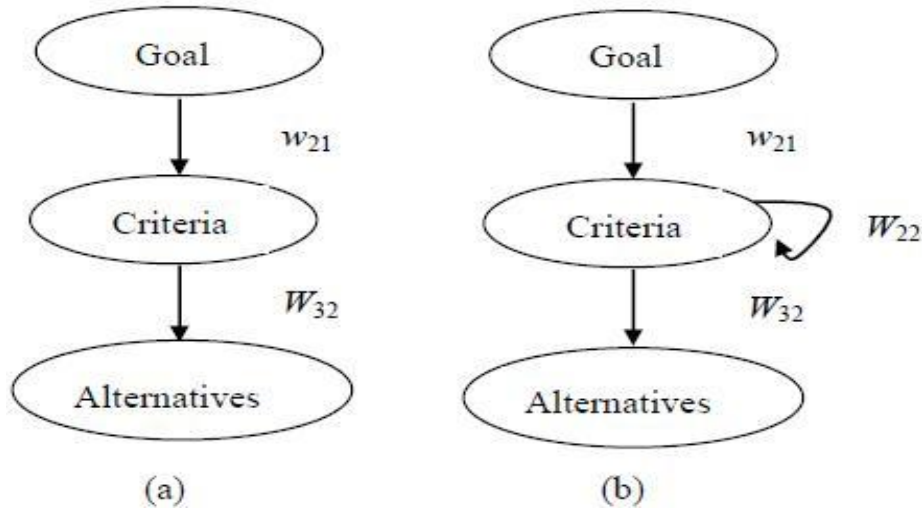 Goal
w21
Criteria
W32
Alternatives
(a)
Goal
w21
Criteria
W22
W32
Alternatives
(b)